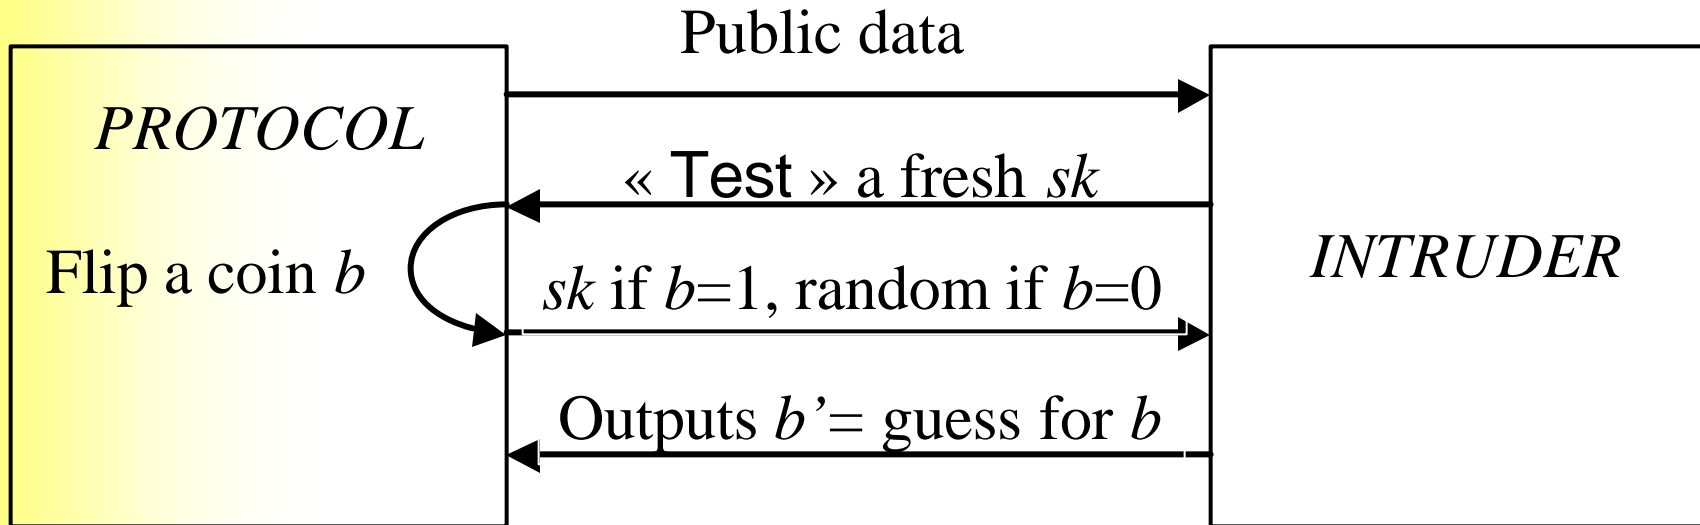 Public data
PROTOCOL
« Test » a fresh sk
Flip a coin b
INTRUDER
sk if b=1, random if b=0
Outputs b’= guess for b